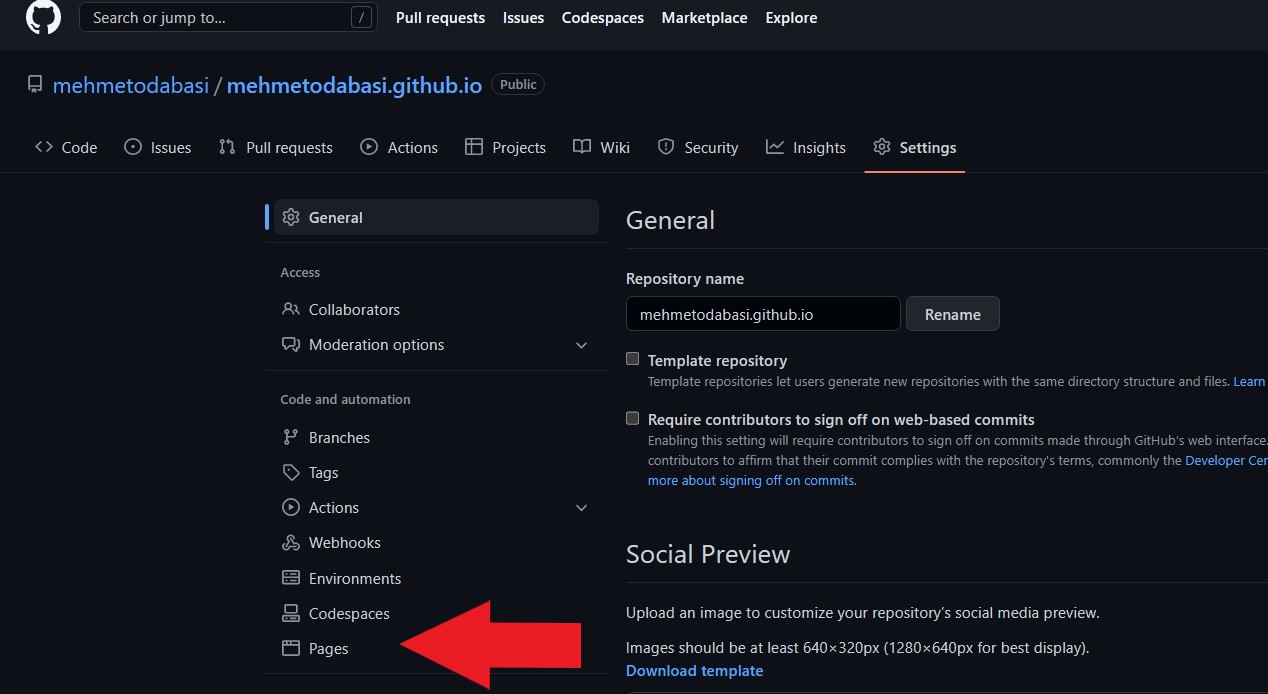 Search or jump to... /
Pull requests Issues Codespaces Marketplace Explore
mehmetodabasi / mehmetodabasi.github.io Public
Code Issues Pull requests Actions Projects Wiki Security Insights Settings
General
Access
Collaborators
Moderation options
Code and automation
Branches
Tags
Actions
Webhooks
Environments
Codespaces
Pages
General
Repository name
mehmetodabasi.github.io Rename
Template repository
Template repositories let users generate new repositories with the same directory structure and files. Learn
Require contributors to sign off on web-based commits
Enabling this setting will require contributors to sign off on commits made through GitHub's web interface.
contributors to affirm that their commit complies with the repository's terms, commonly the Developer Cer
more about signing off on commits.
Social Preview
Upload an image to customize your repository's social media preview.
Images should be at least 640×320px (1280×640px for best display).
Download template